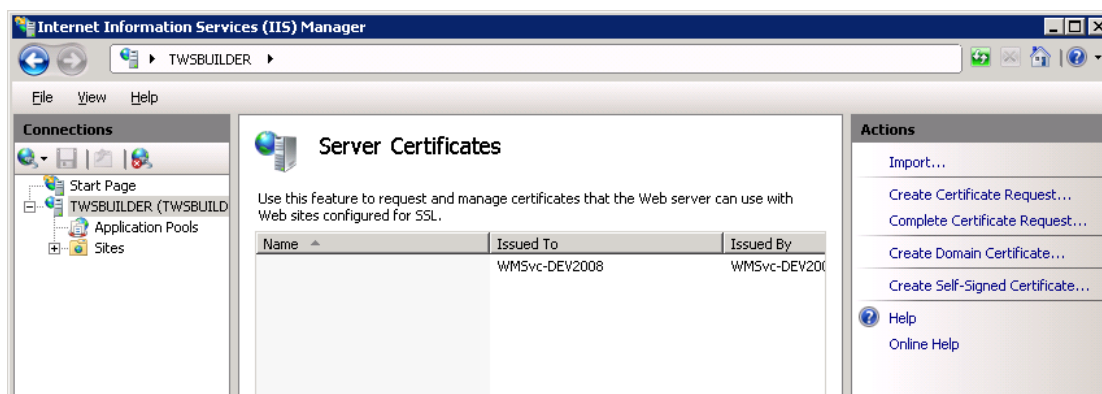 Internet Information Services (IIS) Manager
TWSBUILDER
File View Help
Connections
Start Page
TWSBUILDER (TWSBUILD
Application Pools
Sites
Server Certificates
Use this feature to request and manage certificates that the Web server can use with
Web sites configured for SSL.
Name Issued To Issued By
WMSvc-DEV2008 WMSvc-DEV200
Actions
Import...
Create Certificate Request...
Complete Certificate Request...
Create Domain Certificate...
Create Self-Signed Certificate...
Help
Online Help